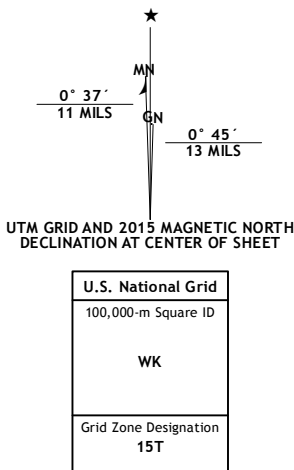 ★
MN
GN
0° 37´
11 MILS
0° 45´
13 MILS
UTM GRID AND 2015 MAGNETIC NORTH
DECLINATION AT CENTER OF SHEET
U.S. National Grid
100,000-m Square ID
WK
Grid Zone Designation
15T